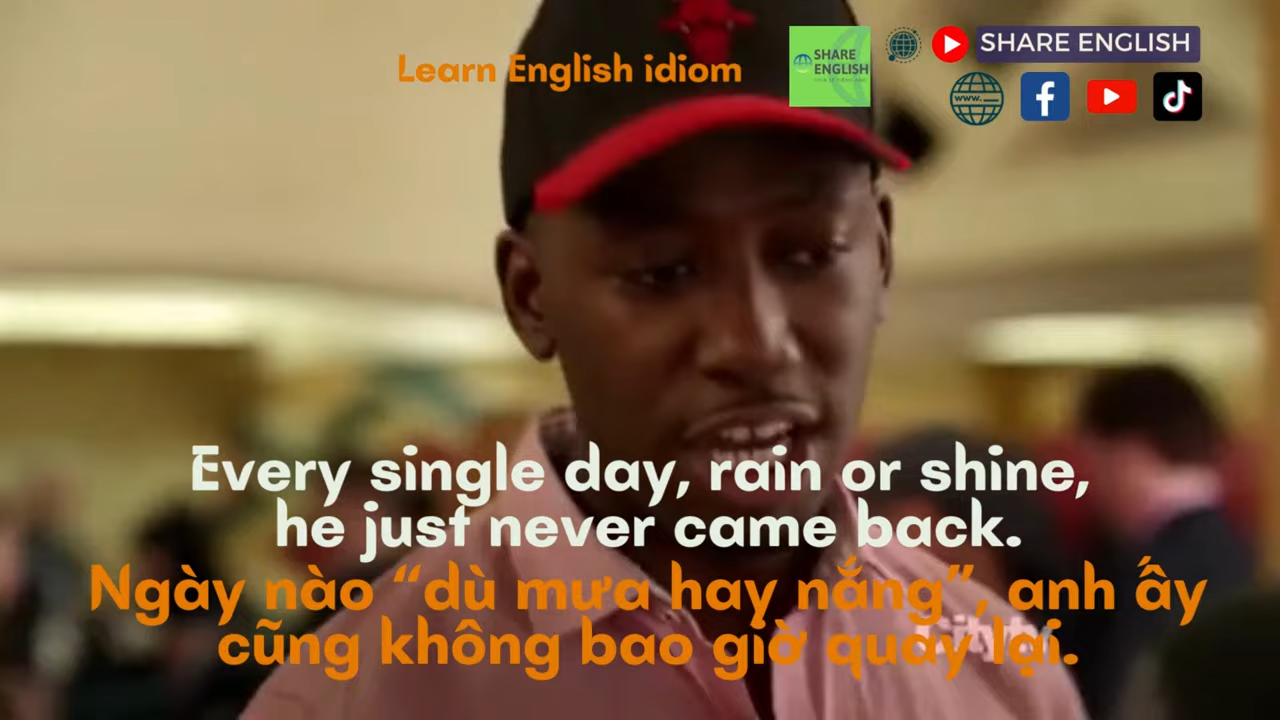 Learn English idiom
SHARE
ENGLISH
SHARE ENGLISH
www.
Every single day, rain or shine,
he just never came back.
Ngày nào “dù mưa hay nắng”, anh ấy
cũng không bao giờ quay lại.